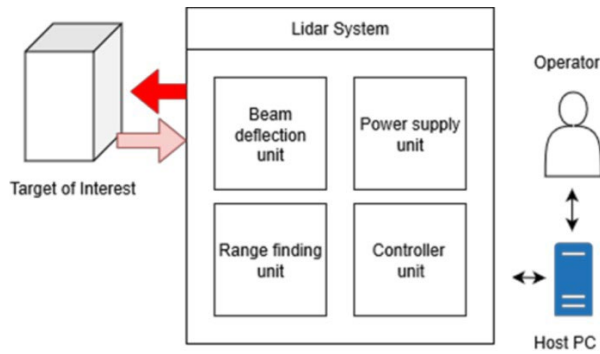 Lidar System
Operator
Beam
deflection
unit
Power supply
unit
Target of Interest
Range finding
unit
Controller
unit
Host PC